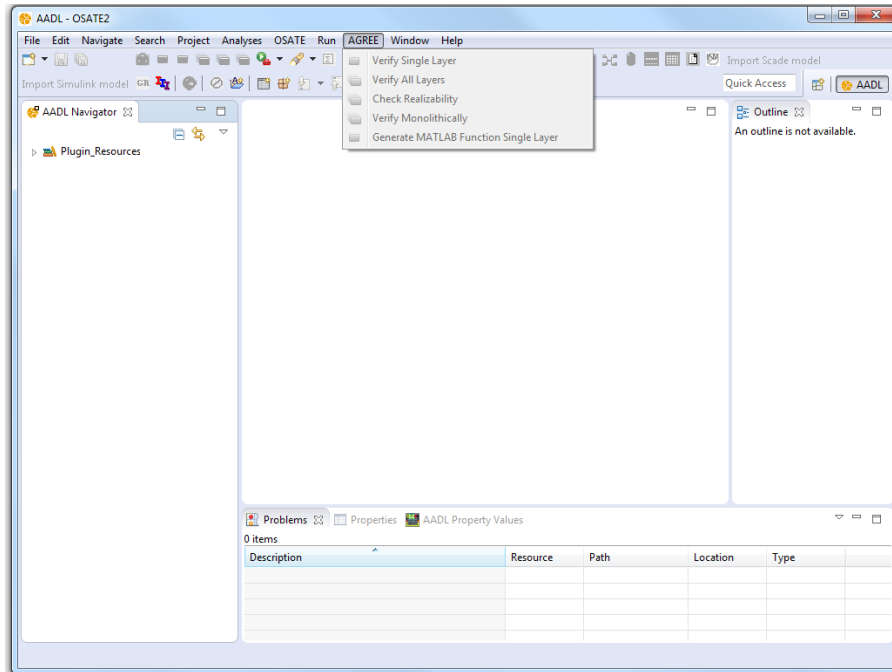 AADL - OSATE2
File Edit Navigate Search Project Analyses OSATE Run AGREE Window Help
Verify Single Layer
Verify All Layers
Check Realizability
Verify Monolithically
Generate MATLAB Function Single Layer
Import Scade model
Import Simulink model GR
Quick Access AADL
AADL Navigator
Plugin_Resources
Outline
An outline is not available.
Problems Properties AADL Property Values
0 items
Description Resource Path Location Type